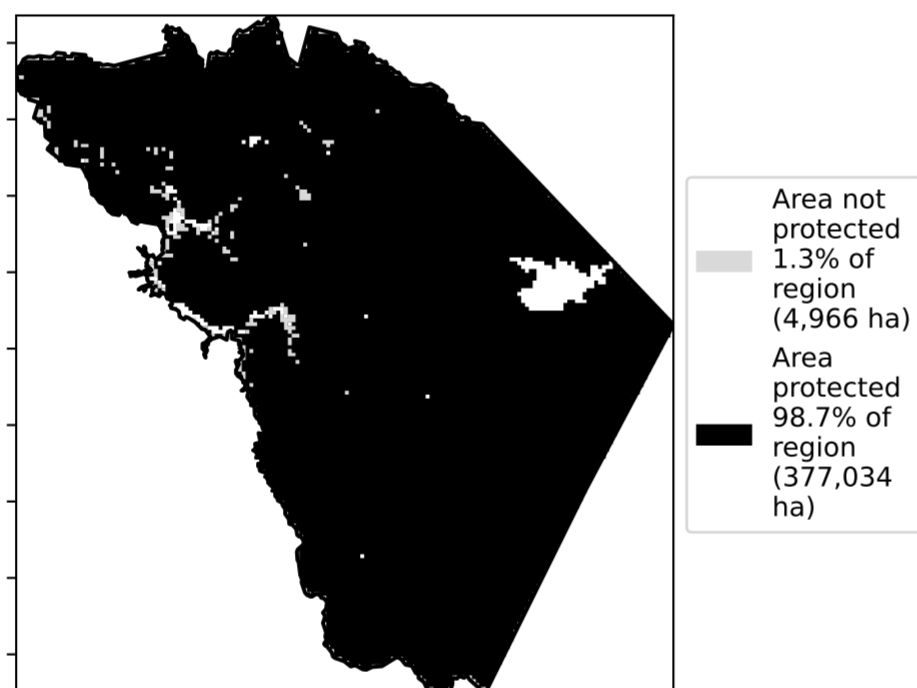 Area not
protected
1.3% of
region
(4,966 ha)
Area
protected
98.7% of
region
(377,034
ha)